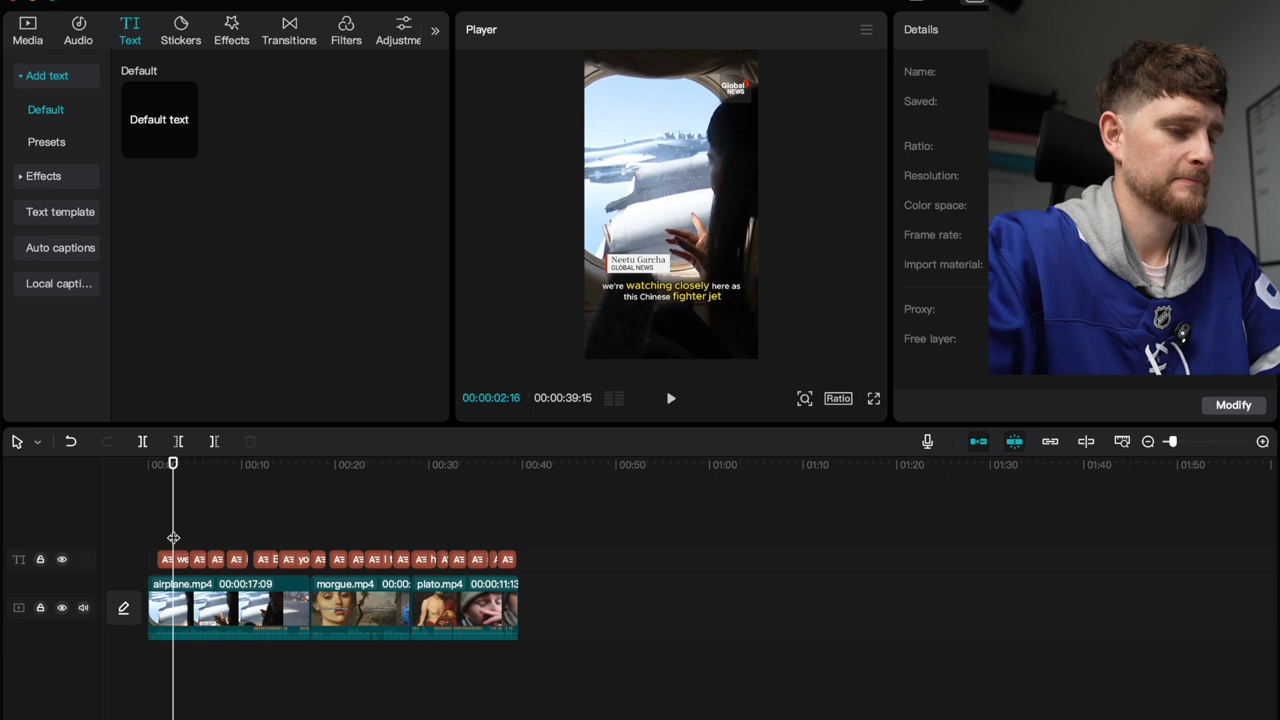 Media
Audio
TI
Text
Stickers
Effects
Transitions
Filters
Adjustme
Add text
Default
Presets
Effects
Text template
Auto captions
Local capti...
Default
Default text
Player
Global
NEWS
Neetu Garcha
GLOBAL NEWS
we're watching closely here as
this Chinese fighter jet
00:00:02:16
00:00:39:15
Ratio
Details
Name:
Saved:
Ratio:
Resolution:
Color space:
Frame rate:
Import material:
Proxy:
Free layer:
Modify
00:10
00:20
00:30
00:40
00:50
01:00
01:10
01:20
01:30
01:40
01:50
TI
we
yo
airplane.mp4 00:00:17:09
morgue.mp4 00:00:
plato.mp4 00:00:11:13